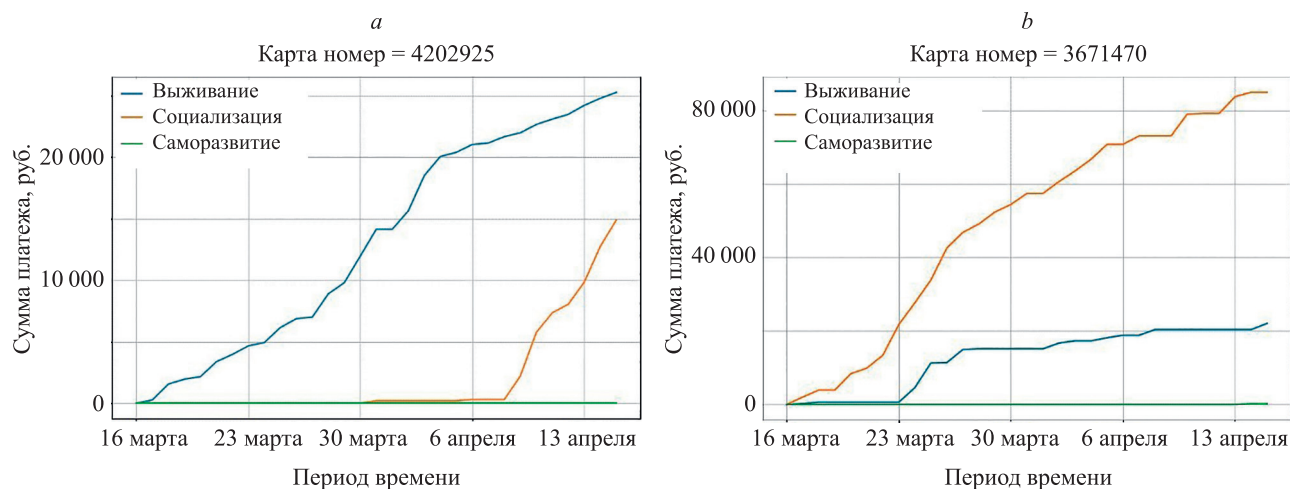 a
Карта номер = 4202925
Выживание
Социализация
Саморазвитие
Сумма платежа, руб.
20 000
10 000
0
16 марта
23 марта
30 марта
6 апреля
13 апреля
Период времени
b
Карта номер = 3671470
Выживание
Социализация
Саморазвитие
Сумма платежа, руб.
80 000
40 000
0
16 марта
23 марта
30 марта
6 апреля
13 апреля
Период времени